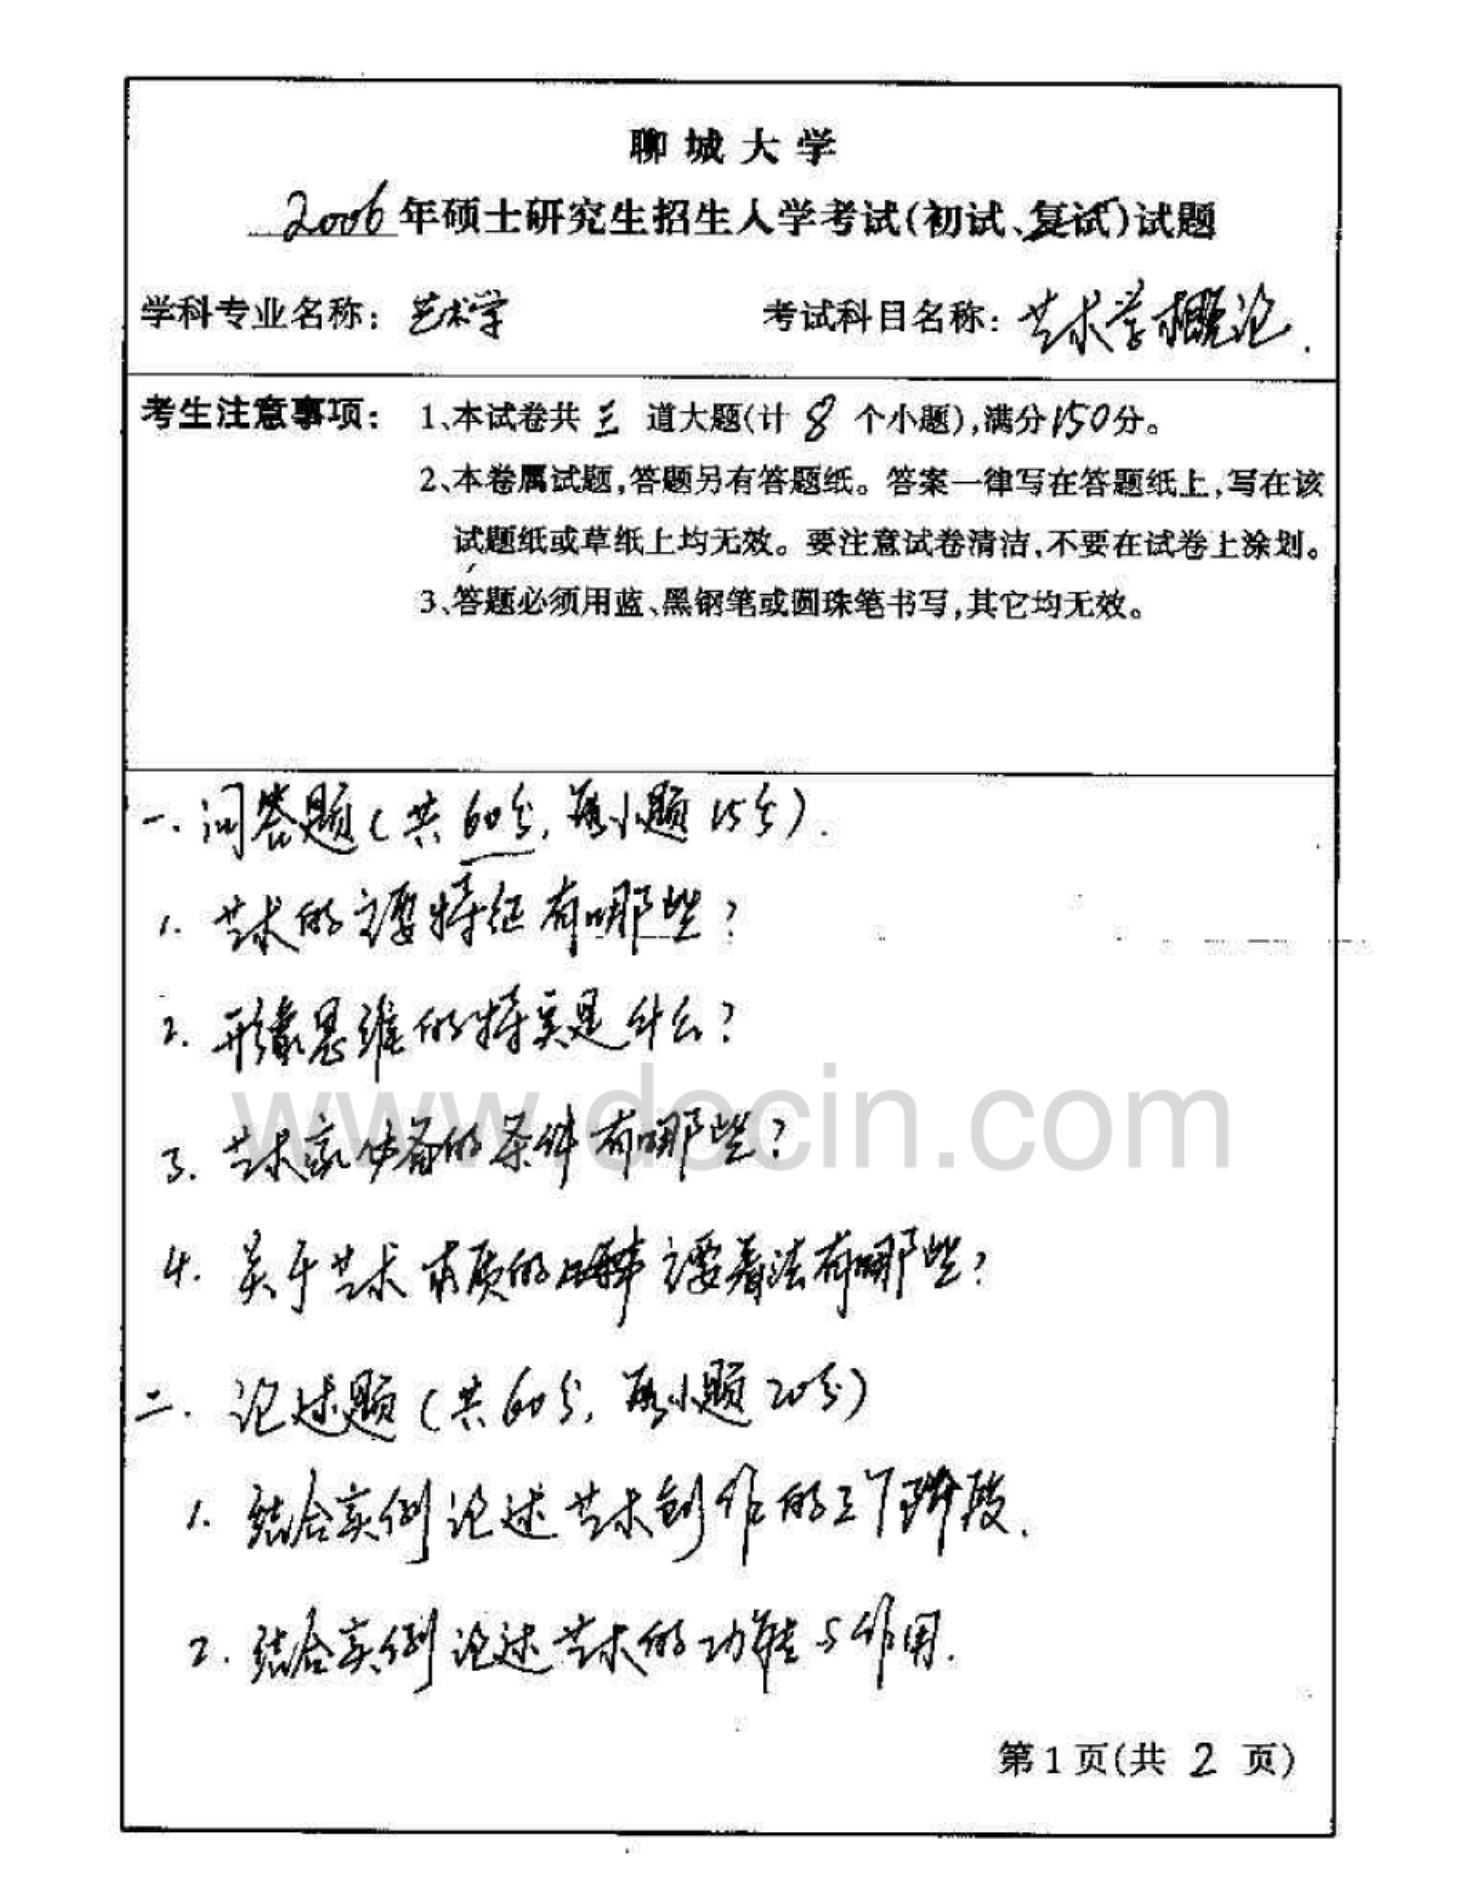 聊城大学
2006年硕士研究生招生入学考试(初试、复试)试题
学科专业名称：艺术学 考试科目名称：艺术学概论.
考生注意事项： 1、本试卷共 三 道大题(计 8 个小题),满分150分。
2、本卷属试题,答题另有答题纸。答案一律写在答题纸上,写在该
试题纸或草纸上均无效。要注意试卷清洁,不要在试卷上涂划。
3、答题必须用蓝、黑钢笔或圆珠笔书写,其它均无效。
一. 问答题(共60分, 每小题15分).
1. 艺术的主要特征有哪些?
2. 形象思维的特点是什么?
3. 艺术家必备的条件有哪些?
4. 关于艺术本质的 主要看法有哪些?
二. 论述题(共60分, 每小题20分)
1. 结合实例论述艺术创作的三个阶段.
2. 结合实例论述艺术的功能与作用.
www.docin.com
第1页(共 2 页)